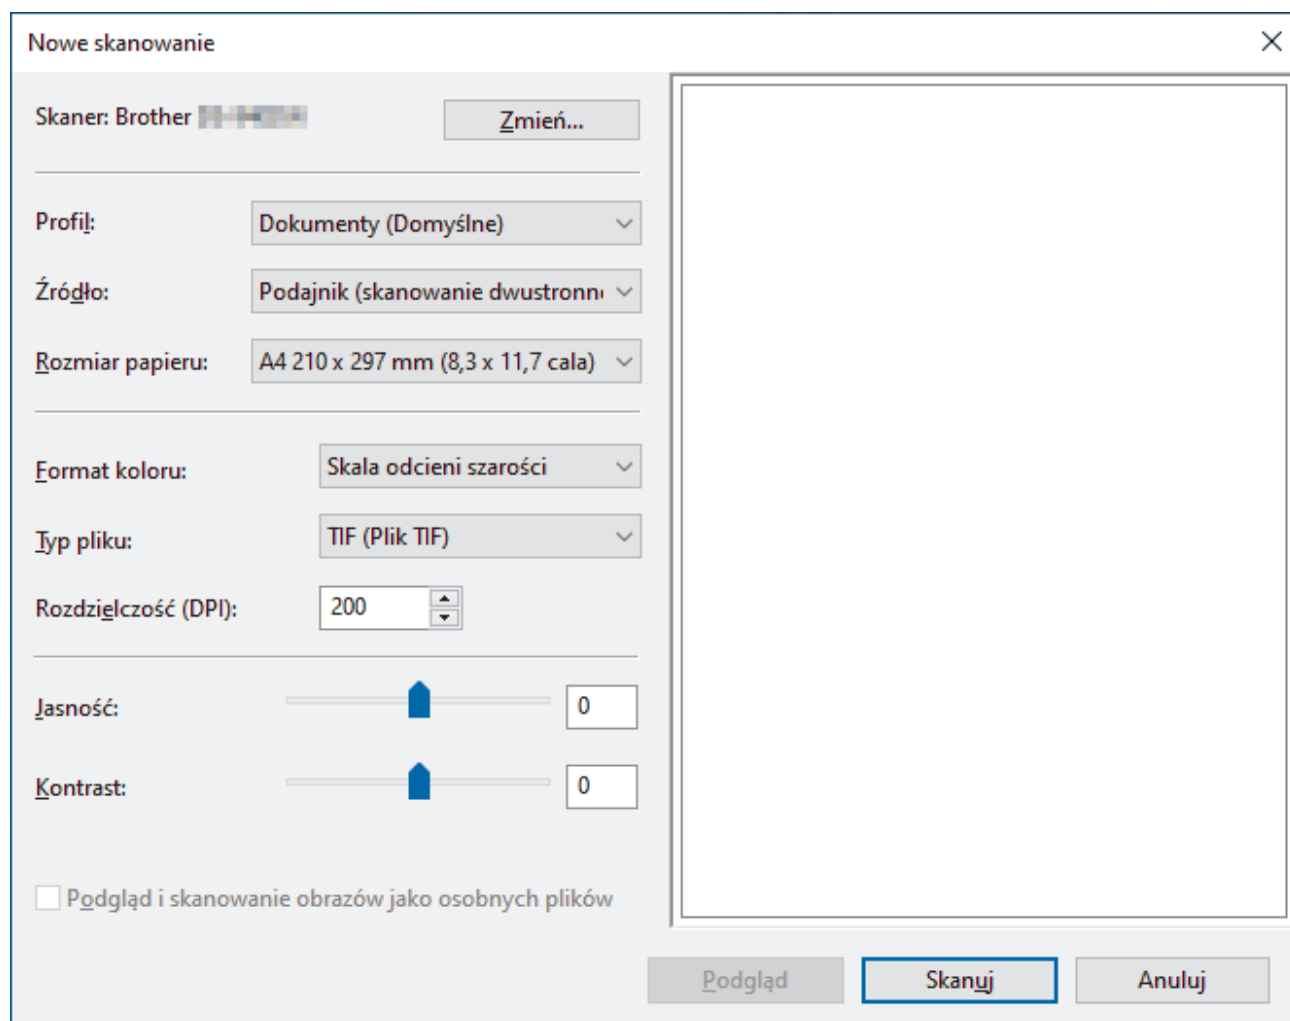 Nowe skanowanie
Skaner: Brother
Zmień...
Profil: Dokumenty (Domyślne)
Źródło: Podajnik (skanowanie dwustronn
Rozmiar papieru: A4 210 x 297 mm (8,3 x 11,7 cala)
Format koloru: Skala odcieni szarości
Typ pliku: TIF (Plik TIF)
Rozdzielczość (DPI): 200
Jasność: 0
Kontrast: 0
Podgląd i skanowanie obrazów jako osobnych plików
Podgląd Skanuj Anuluj